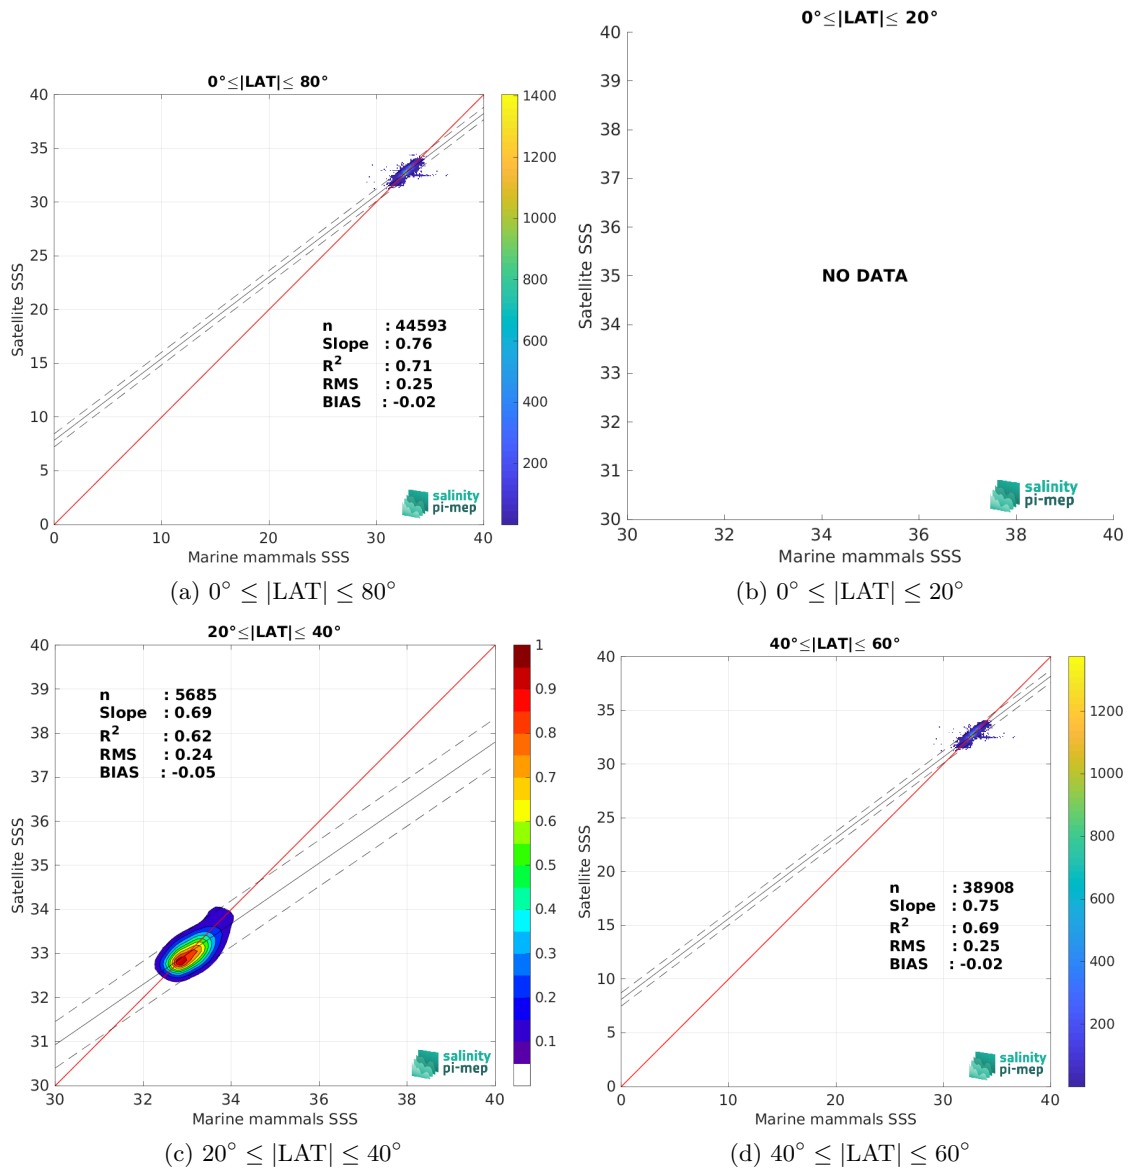 0°≤|LAT|≤ 80°
40
35
30
25
20
15
10
5
0
0
10
20
30
40
Satellite SSS
Marine mammals SSS
n : 44593
Slope : 0.76
R² : 0.71
RMS : 0.25
BIAS : -0.02
1400
1200
1000
800
600
400
200
salinity
pi-mep
(a) 0° ≤ |LAT| ≤ 80°
0°≤|LAT|≤ 20°
40
39
38
37
36
35
34
33
32
31
30
30
32
34
36
38
40
Satellite SSS
Marine mammals SSS
NO DATA
salinity
pi-mep
(b) 0° ≤ |LAT| ≤ 20°
20°≤|LAT|≤ 40°
40
39
38
37
36
35
34
33
32
31
30
30
32
34
36
38
40
Satellite SSS
Marine mammals SSS
n : 5685
Slope : 0.69
R² : 0.62
RMS : 0.24
BIAS : -0.05
1
0.9
0.8
0.7
0.6
0.5
0.4
0.3
0.2
0.1
salinity
pi-mep
(c) 20° ≤ |LAT| ≤ 40°
40°≤|LAT|≤ 60°
40
35
30
25
20
15
10
5
0
0
10
20
30
40
Satellite SSS
Marine mammals SSS
n : 38908
Slope : 0.75
R² : 0.69
RMS : 0.25
BIAS : -0.02
1200
1000
800
600
400
200
salinity
pi-mep
(d) 40° ≤ |LAT| ≤ 60°